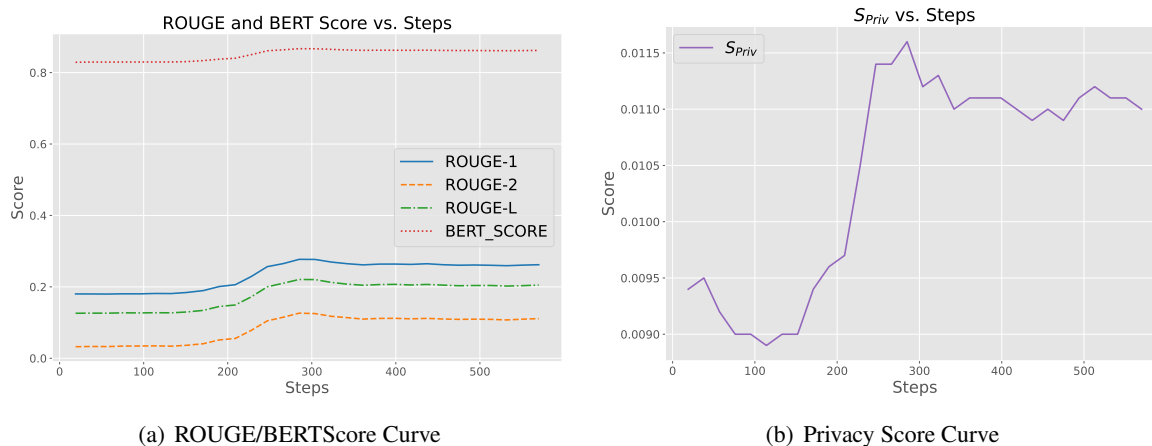 ROUGE and BERT Score vs. Steps
0.8
0.6
0.4
0.2
0.0
Score
ROUGE-1
ROUGE-2
ROUGE-L
BERT_SCORE
0 100 200 300 400 500
Steps
(a) ROUGE/BERTScore Curve
S_Priv vs. Steps
S_Priv
0.0115
0.0110
0.0105
0.0100
0.0095
0.0090
Score
0 100 200 300 400 500
Steps
(b) Privacy Score Curve